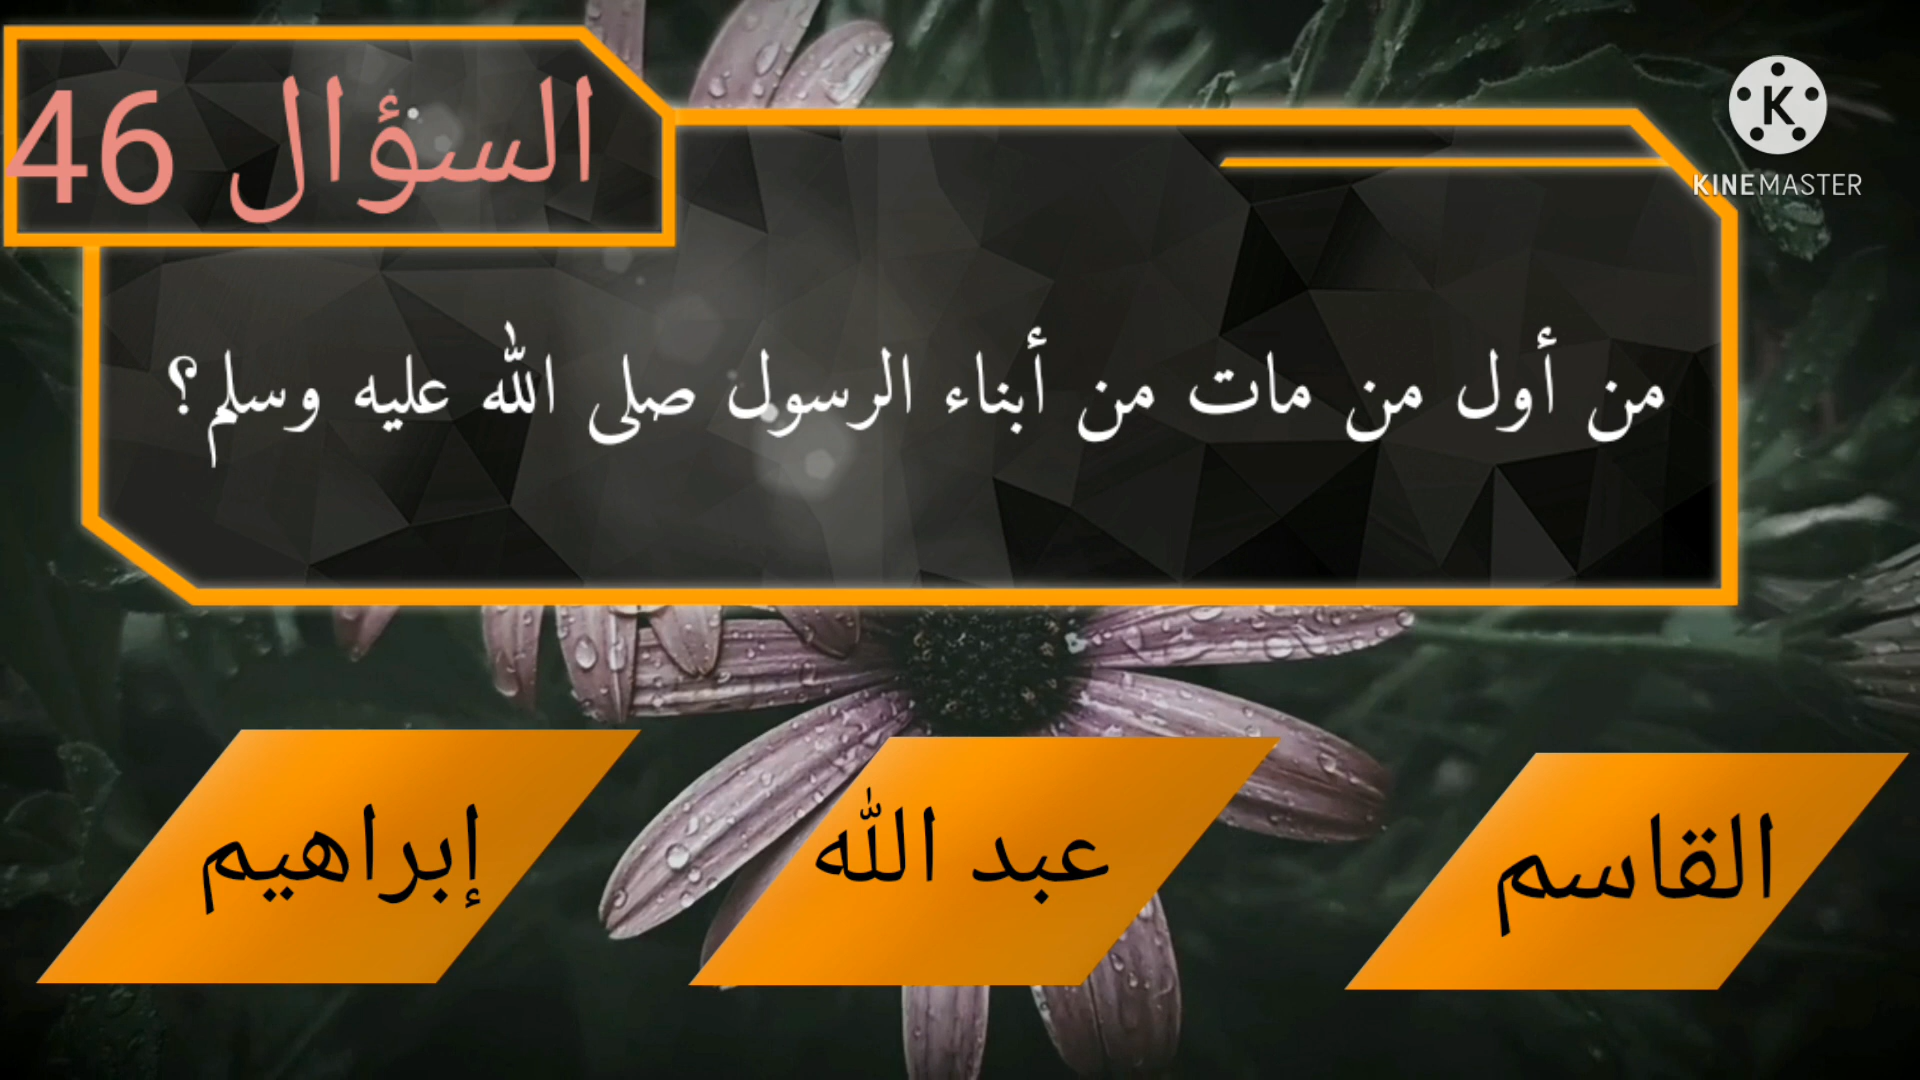 السؤال 46
KINEMASTER
من أول من مات من أبناء الرسول صلى الله عليه وسلم؟
القاسم
عبد الله
إبراهيم